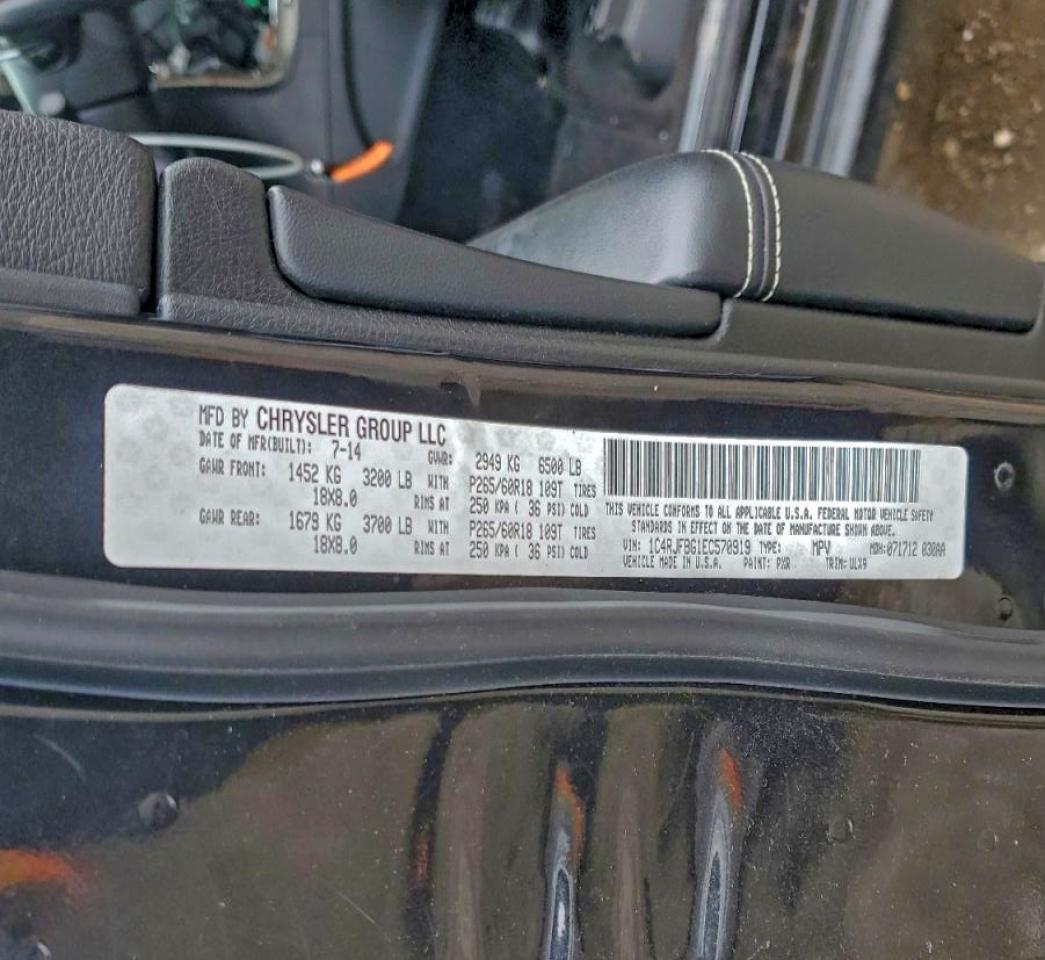 MFD BY CHRYSLER GROUP LLC
DATE OF MFR(BUILT): 7-14 GVWR: 2949 KG 6500 LB
GAWR FRONT: 1452 KG 3200 LB WITH P265/60R18 109T TIRES
18X8.0 RIMS AT 250 KPA ( 36 PSI) COLD
GAWR REAR: 1679 KG 3700 LB WITH P265/60R18 109T TIRES
18X8.0 RIMS AT 250 KPA ( 36 PSI) COLD
THIS VEHICLE CONFORMS TO ALL APPLICABLE U.S.A. FEDERAL MOTOR VEHICLE SAFETY
STANDARDS IN EFFECT ON THE DATE OF MANUFACTURE SHOWN ABOVE.
VIN: 1C4RJFBG1EC570919 TYPE: MPV MDH: 071712 030AA
VEHICLE MADE IN U.S.A. PAINT: PXR TRIM: ULX9